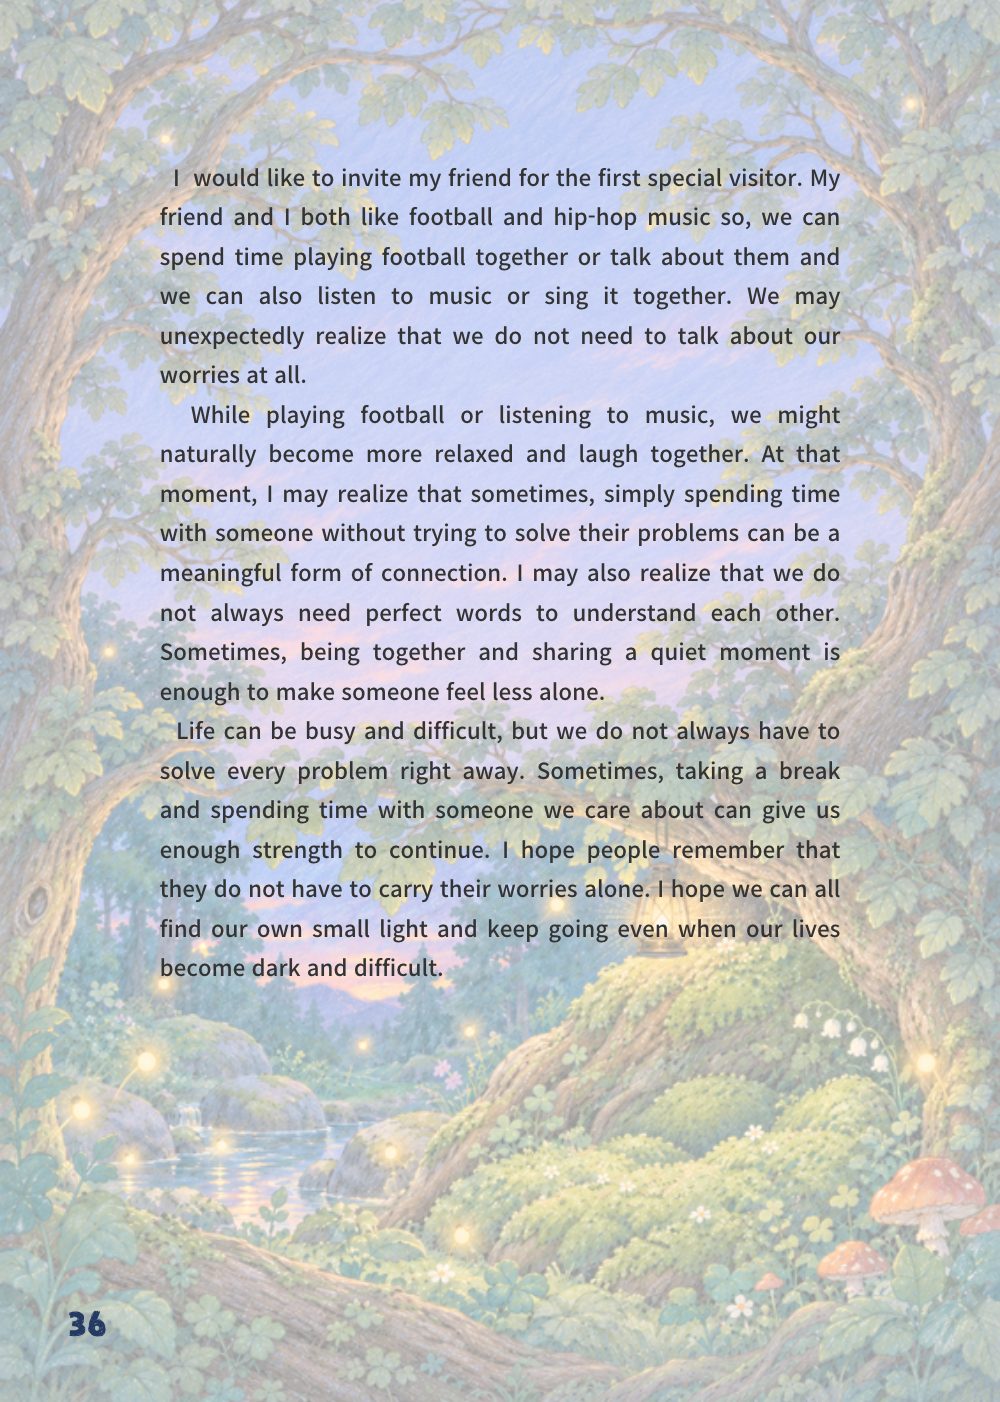 I would like to invite my friend for the first special visitor. My
friend and I both like football and hip-hop music so, we can
spend time playing football together or talk about them and
we can also listen to music or sing it together. We may
unexpectedly realize that we do not need to talk about our
worries at all.
While playing football or listening to music, we might
naturally become more relaxed and laugh together. At that
moment, I may realize that sometimes, simply spending time
with someone without trying to solve their problems can be a
meaningful form of connection. I may also realize that we do
not always need perfect words to understand each other.
Sometimes, being together and sharing a quiet moment is
enough to make someone feel less alone.
Life can be busy and difficult, but we do not always have to
solve every problem right away. Sometimes, taking a break
and spending time with someone we care about can give us
enough strength to continue. I hope people remember that
they do not have to carry their worries alone. I hope we can all
find our own small light and keep going even when our lives
become dark and difficult.
36